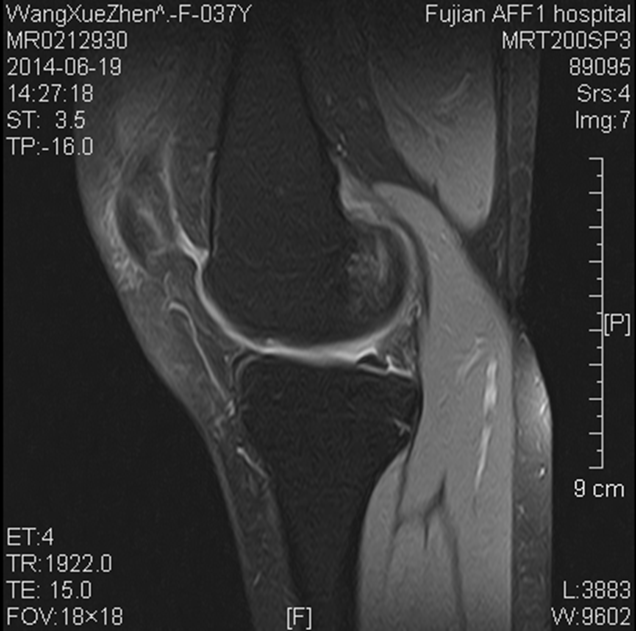 WangXueZhen^.-F-037Y
MR0212930
2014-06-19
14:27:18
ST: 3.5
TP:-16.0
Fujian AFF1 hospital
MRT200SP3
89095
Srs:4
Img:7
[P]
9 cm
ET:4
TR:1922.0
TE: 15.0
FOV:18×18
[F]
L:3883
W:9602